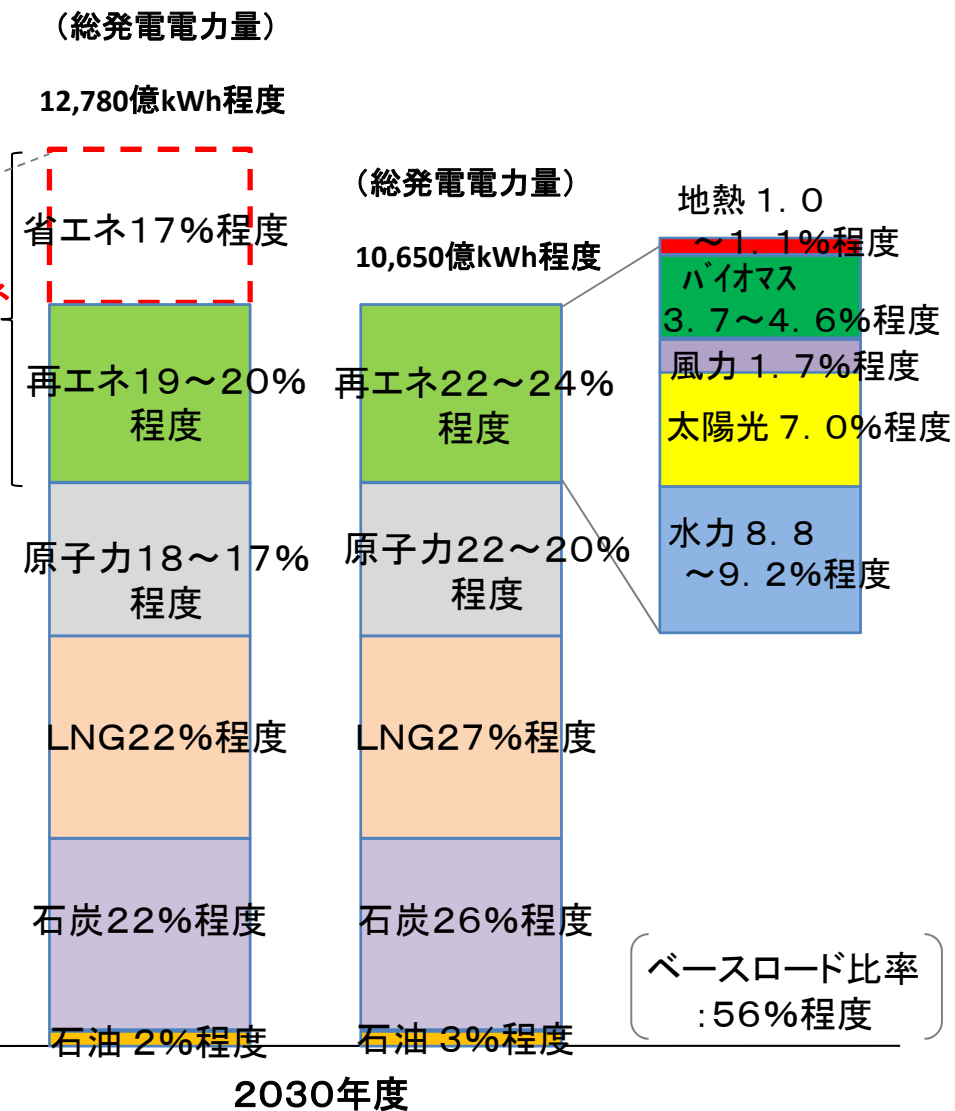 （総発電電力量）
12,780億kWh程度
省エネ17%程度
再エネ19～20%
程度
原子力18～17%
程度
LNG22%程度
石炭22%程度
石油 2%程度
（総発電電力量）
10,650億kWh程度
再エネ22～24%
程度
原子力22～20%
程度
LNG27%程度
石炭26%程度
石油 3%程度
地熱 1. 0
～1. 1%程度
バイオマス
3. 7～4. 6%程度
風力 1. 7%程度
太陽光 7. 0%程度
水力 8. 8
～9. 2%程度
ベースロード比率
:56%程度
2030年度